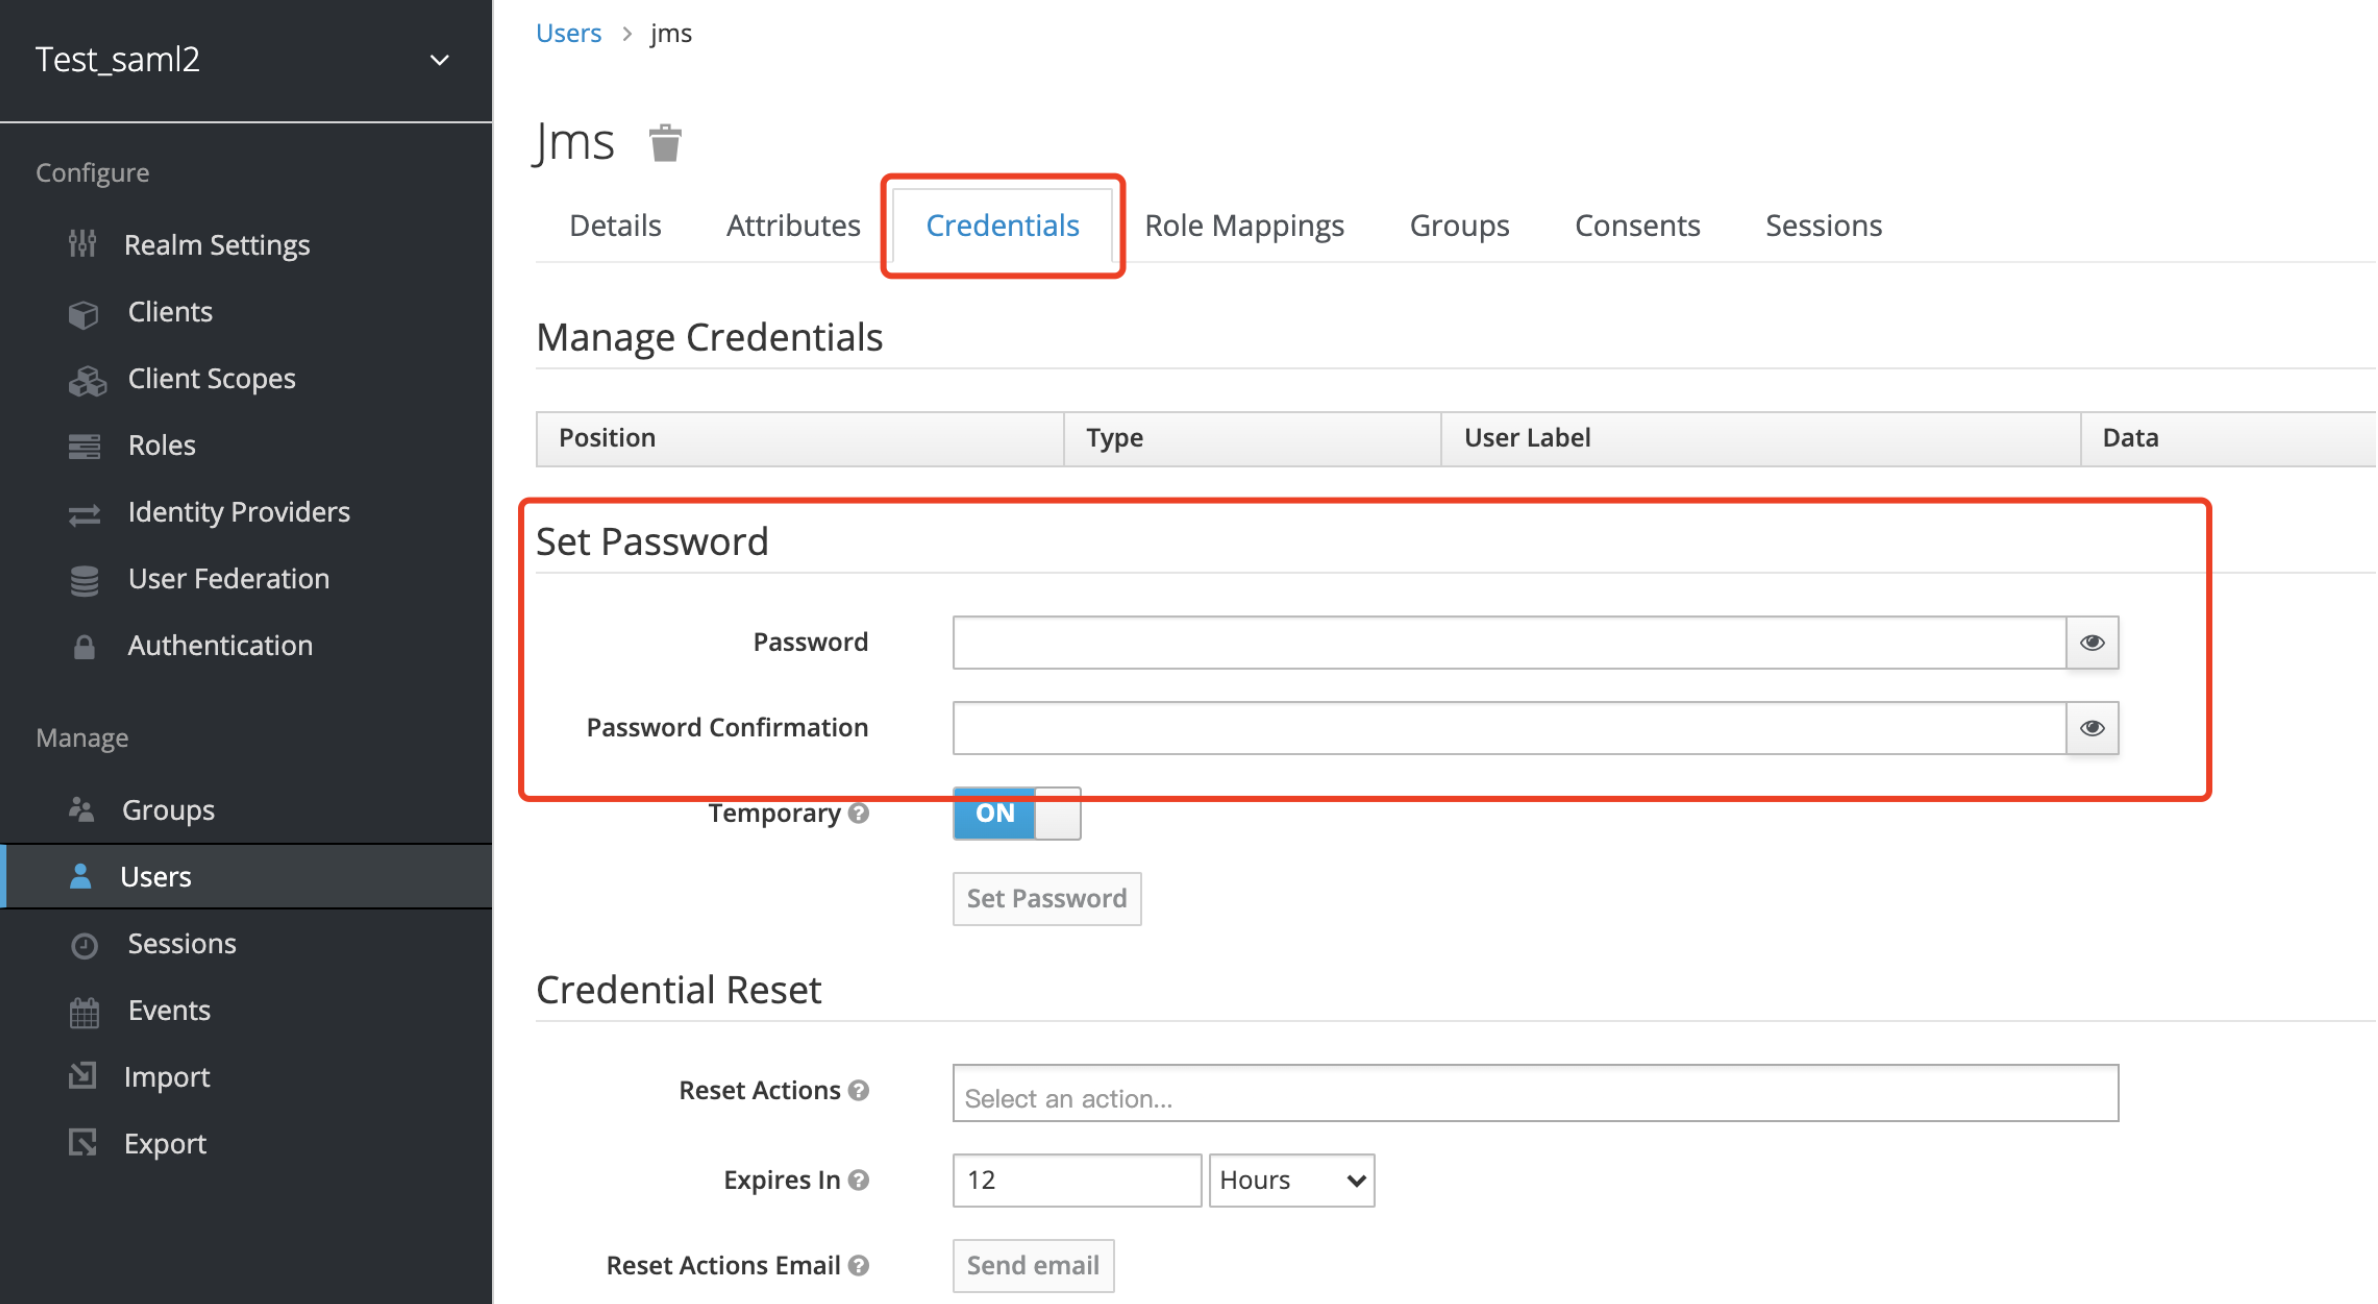 Test_saml2
Configure
Realm Settings
Clients
Client Scopes
Roles
Identity Providers
User Federation
Authentication
Manage
Groups
Users
Sessions
Events
Import
Export
Users > jms
Jms
Details Attributes Credentials Role Mappings Groups Consents Sessions
Manage Credentials
Position Type User Label Data
Set Password
Password
Password Confirmation
Temporary ON
Set Password
Credential Reset
Reset Actions Select an action...
Expires In 12 Hours
Reset Actions Email Send email